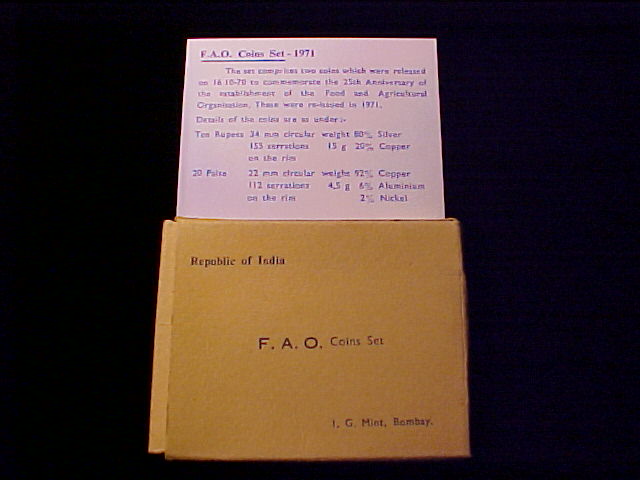 F.A.O. Coins Set - 1971
The set comprises two coins which were released
on 16.10-70 to commemorate the 25th Anniversary of
the establishment of the Food and Agricultural
Organisation. These were re-issued in 1971.
Details of the coins are as under:-
Ten Rupees 34 mm circular weight 80% Silver
155 serrations 15 g 20% Copper
on the rim
20 Paise 22 mm circular weight 92% Copper
112 serrations 4.5 g 6% Aluminium
on the rim 2% Nickel
Republic of India
F. A. O. Coins Set
I. G. Mint, Bombay.